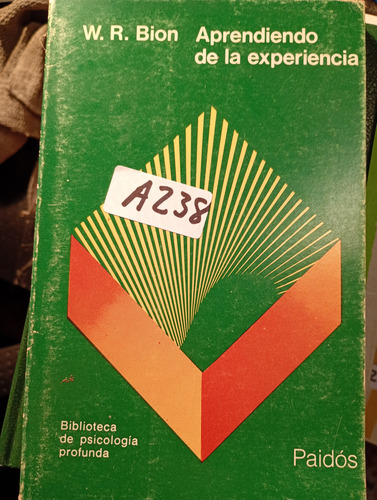 W. R. Bion
Aprendiendo
de la experiencia
A238
Biblioteca
de psicología
profunda
Paidós